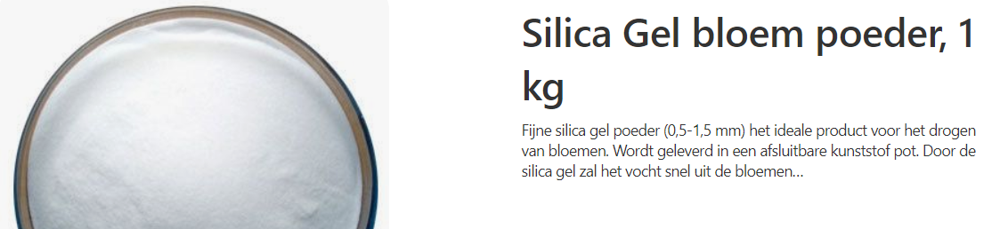 Silica Gel bloem poeder, 1
kg
Fijne silica gel poeder (0,5-1,5 mm) het ideale product voor het drogen
van bloemen. Wordt geleverd in een afsluitbare kunststof pot. Door de
silica gel zal het vocht snel uit de bloemen...